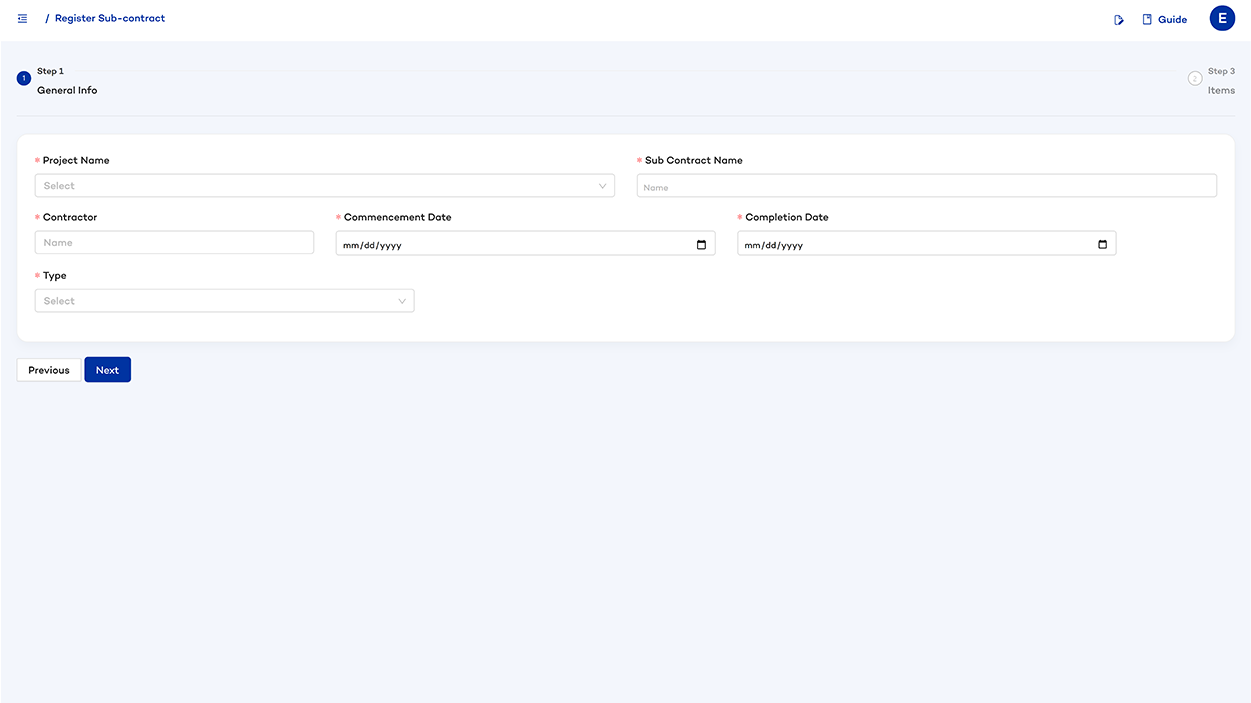 / Register Sub-contract
Guide
E
1
Step 1
General Info
2
Step 3
Items
* Project Name
* Sub Contract Name
Select
Name
* Contractor
* Commencement Date
* Completion Date
Name
mm/dd/yyyy
mm/dd/yyyy
* Type
Select
Previous
Next